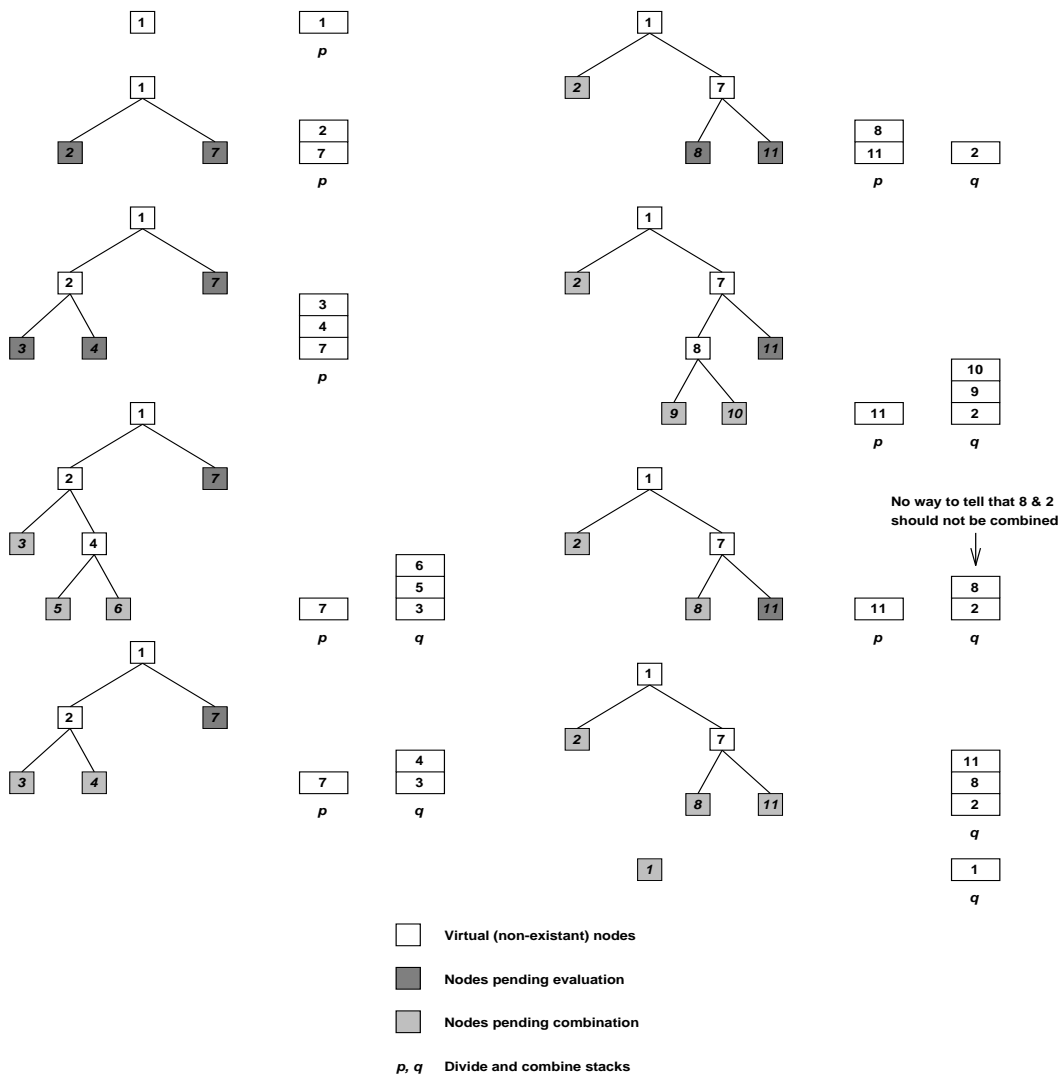 1 1
p
1
2
2 7 7
p
1
2 7
3
4
3 4 7
p
1
2 7
3 4
6
5
5 6 7 3
p q
1
2 7
4
3 4 7 3
p q
1
2 7
8
8 11 11 2
p q
1
2 7
8 11
10
9
9 10 11 2
p q
1
No way to tell that 8 & 2
should not be combined
2 7
8
8 11 11 2
p q
1
2 7
11
8
8 11 2
q
1 1
q
Virtual (non-existant) nodes
Nodes pending evaluation
Nodes pending combination
p, q Divide and combine stacks